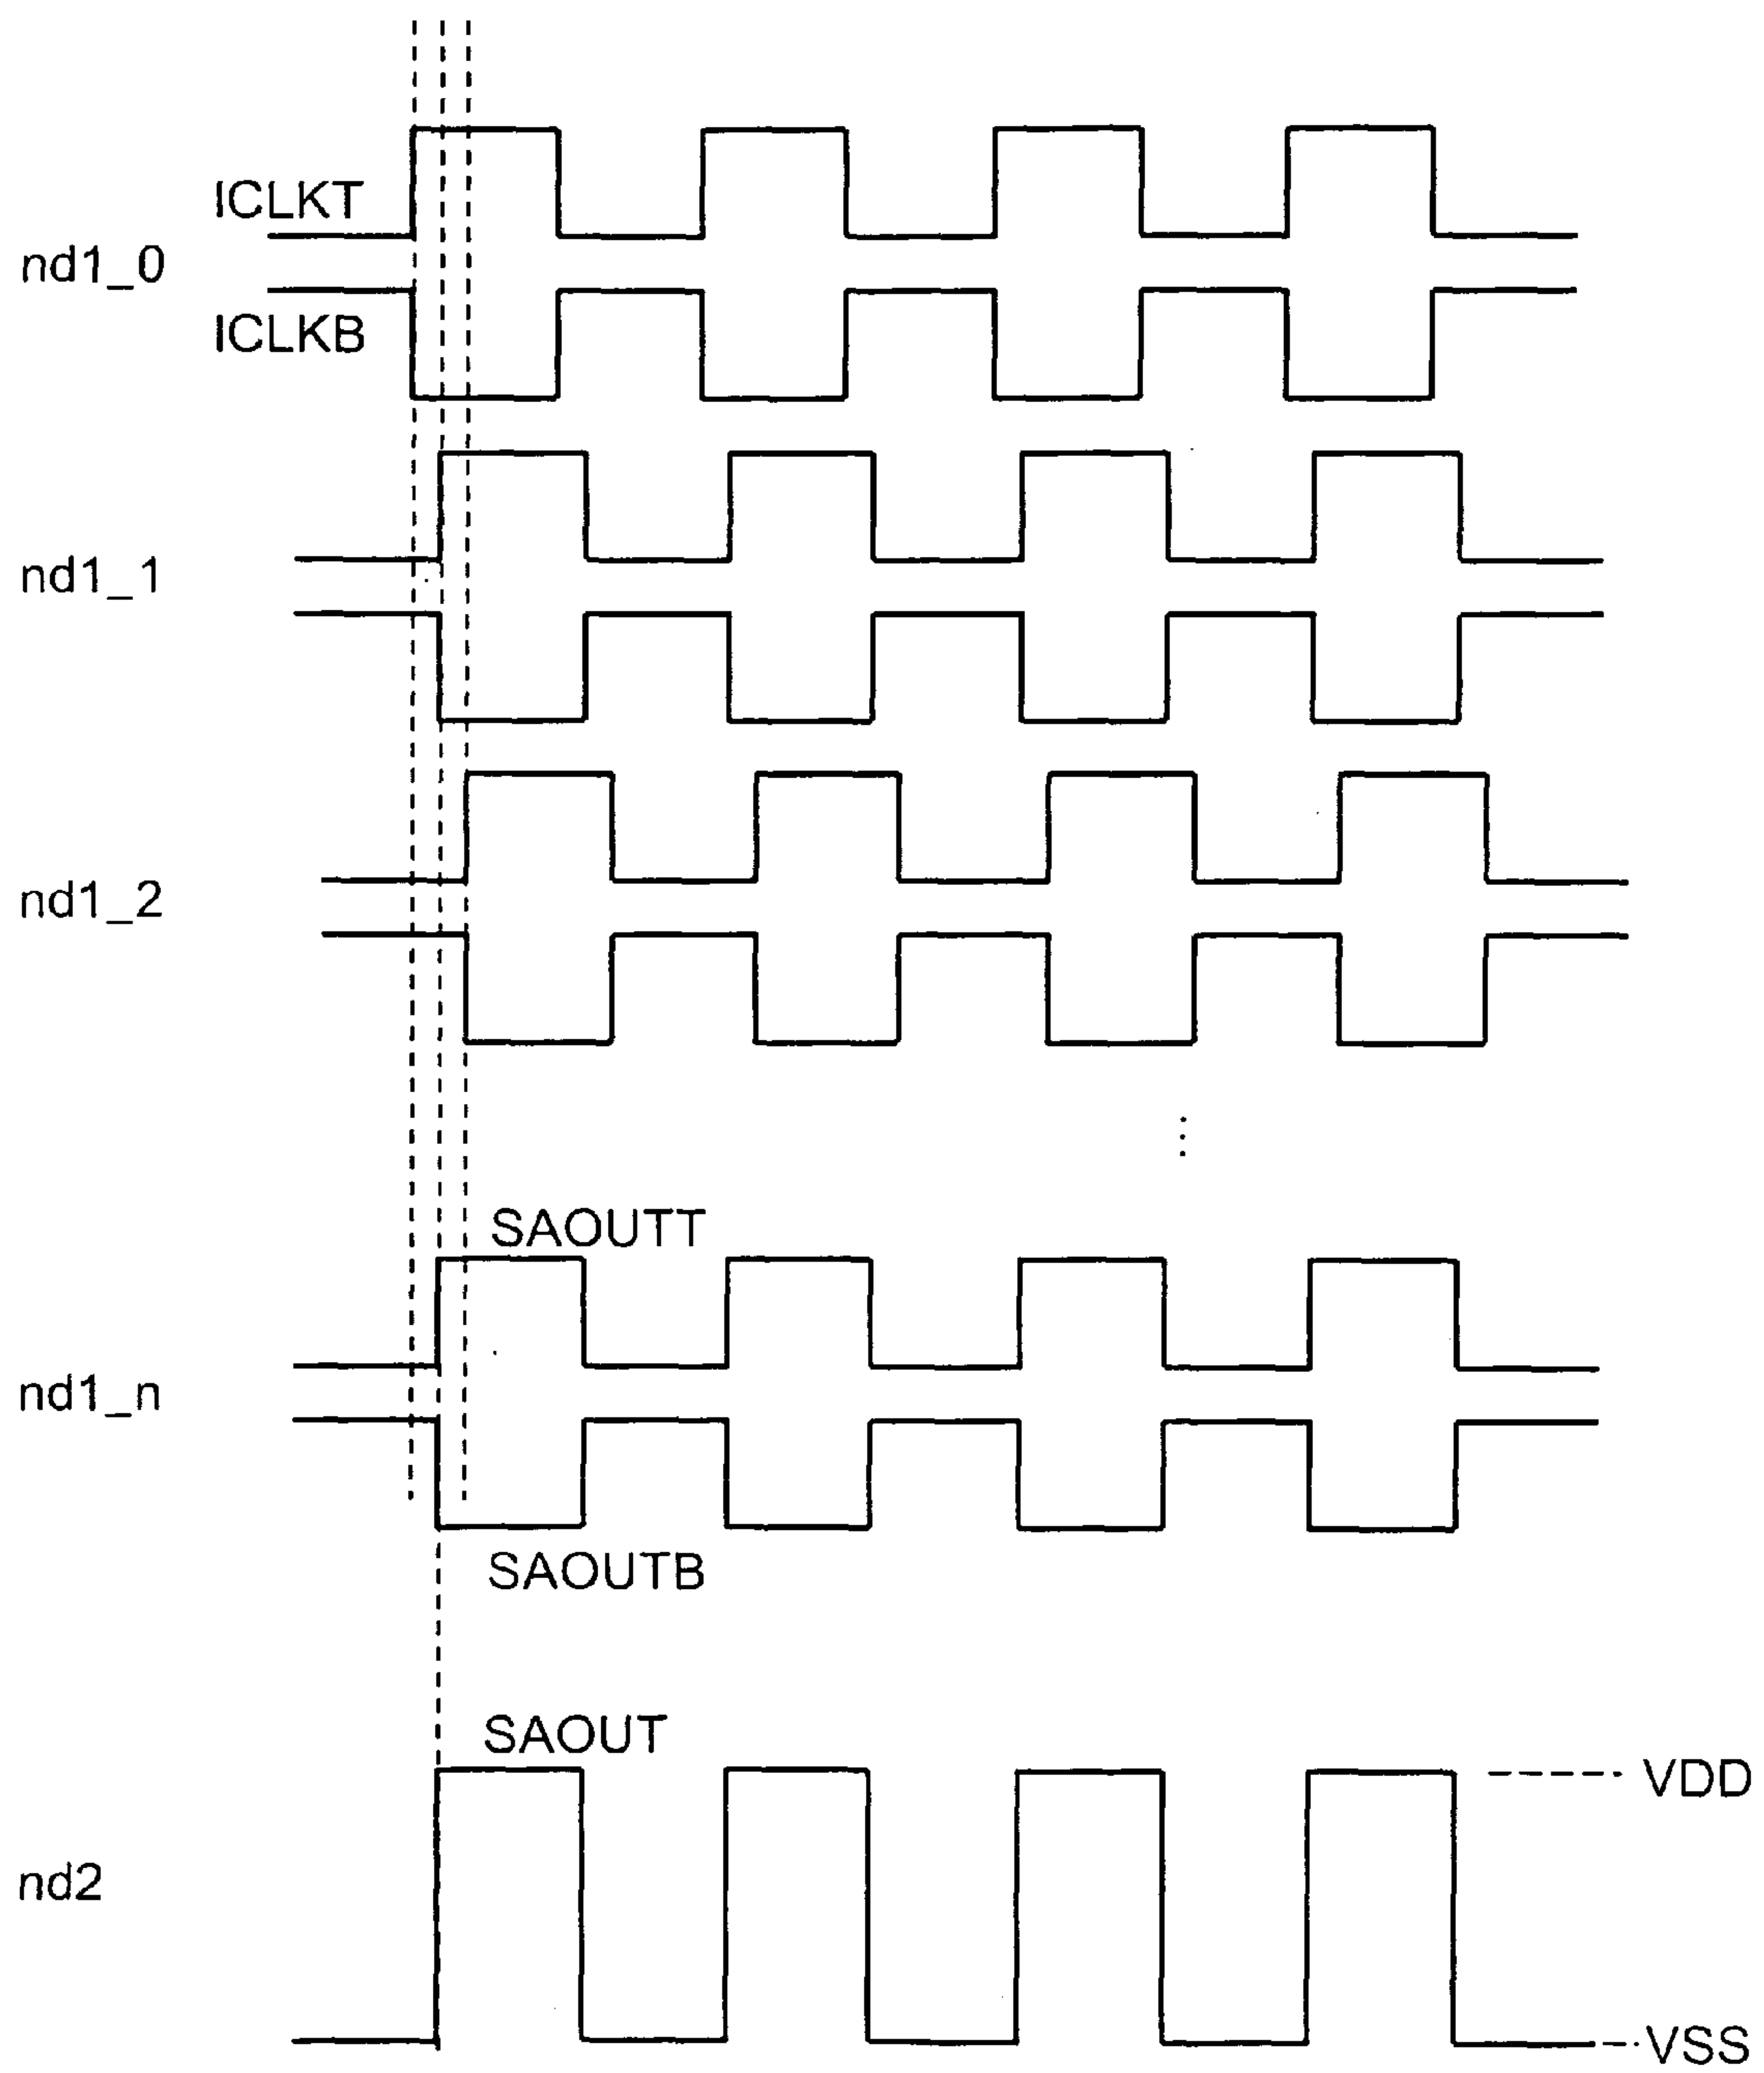 ICLKT
nd1_0
ICLKB
nd1_1
nd1_2
SAOUTT
nd1_n
SAOUTB
SAOUT
VDD
nd2
VSS